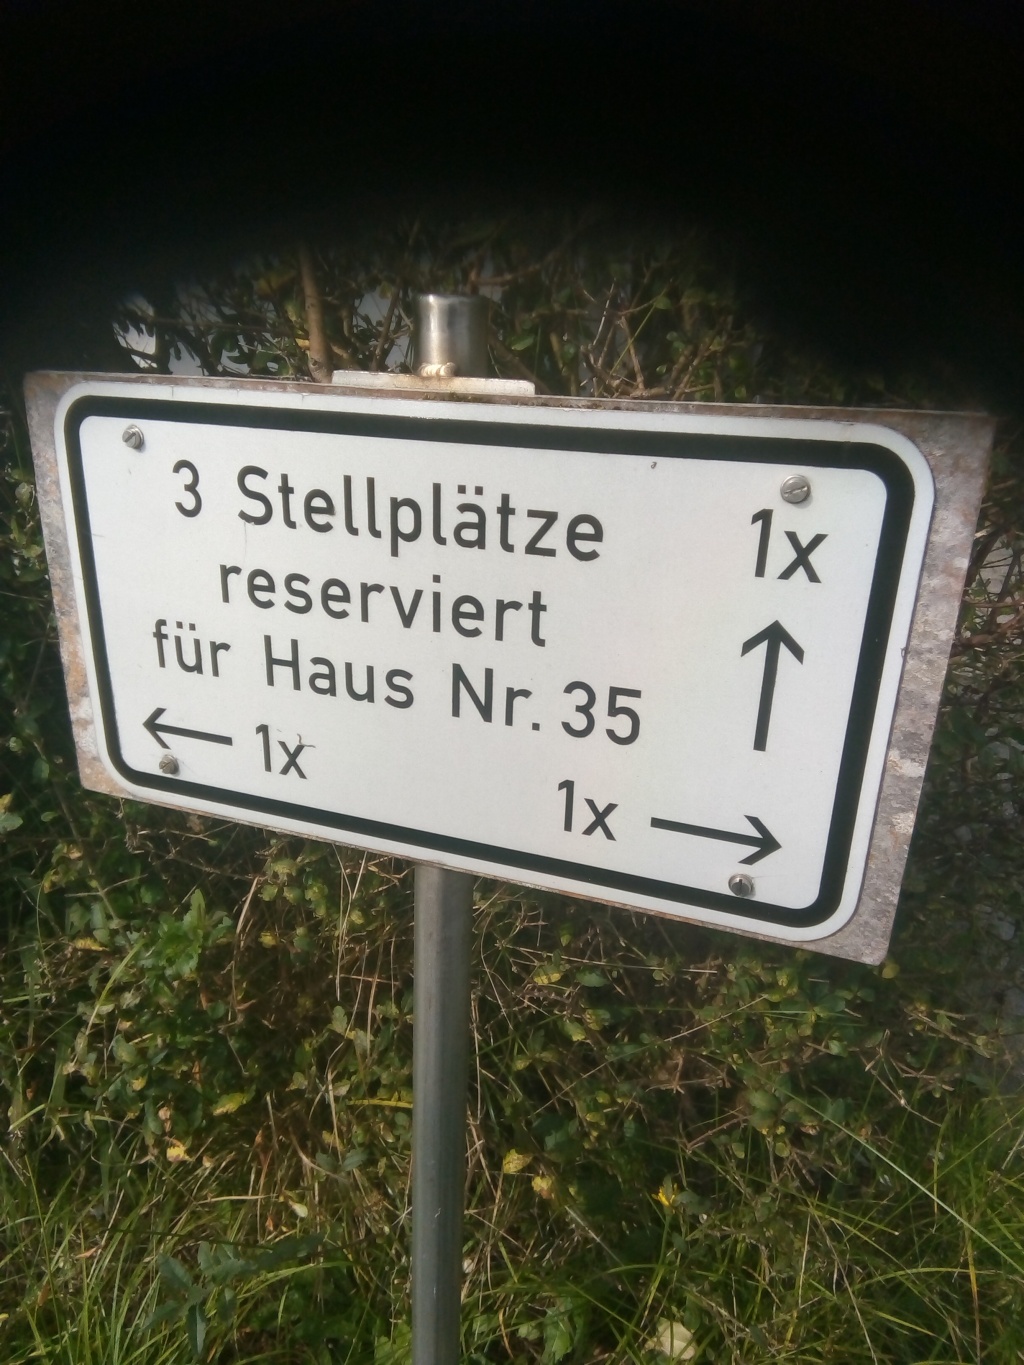 3 Stellplätze
reserviert
für Haus Nr. 35
1x
↑
← 1x
1x →